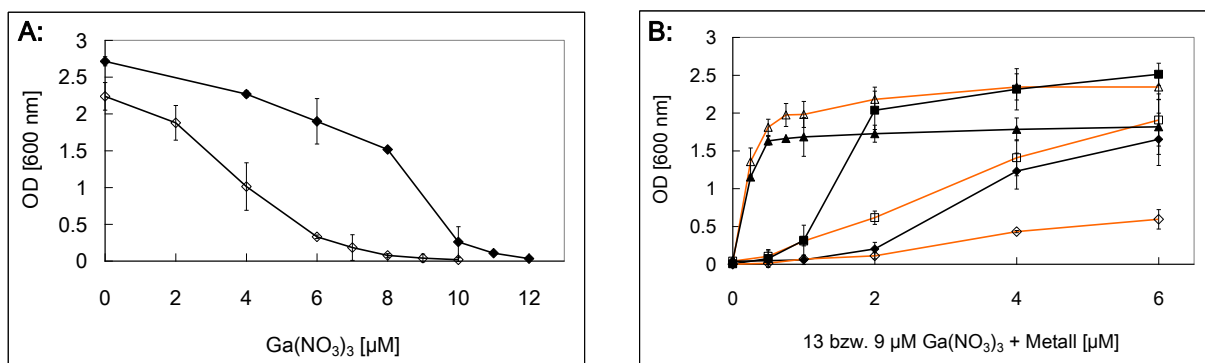 A:
3
2.5
2
1.5
1
0.5
0
OD [600 nm]
0 2 4 6 8 10 12
Ga(NO₃)₃ [µM]
B:
3
2.5
2
1.5
1
0.5
0
OD [600 nm]
0 2 4 6
13 bzw. 9 µM Ga(NO₃)₃ + Metall [µM]